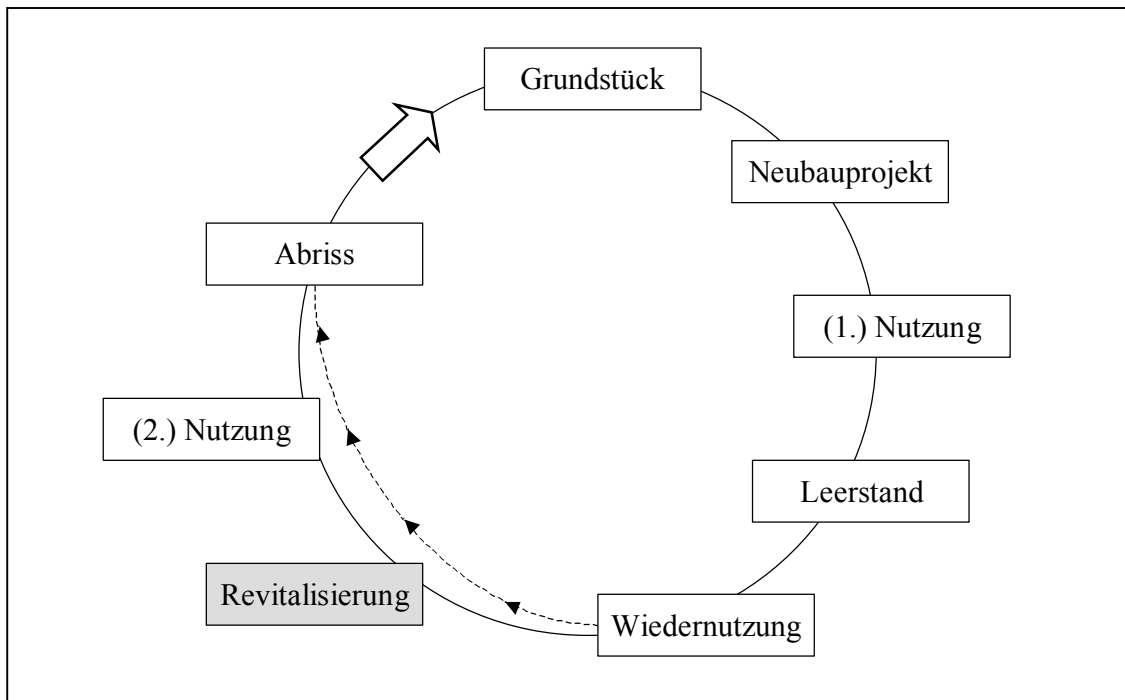 Grundstück
Neubauprojekt
(1.) Nutzung
Leerstand
Wiedernutzung
Revitalisierung
(2.) Nutzung
Abriss